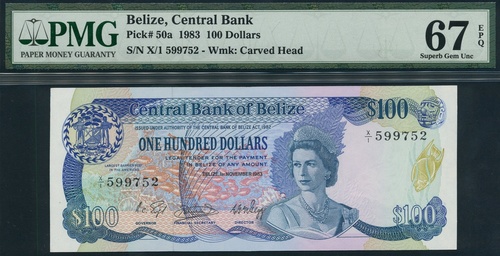 PMG
PAPER MONEY GUARANTY
Belize, Central Bank
Pick# 50a 1983 100 Dollars
S/N X/1 599752 - Wmk: Carved Head
67 EPQ
Superb Gem Unc
Central Bank of Belize
$100
ISSUED UNDER AUTHORITY OF THE CENTRAL BANK OF BELIZE ACT, 1982
X/1 599752
ONE HUNDRED DOLLARS
LEGAL TENDER FOR THE PAYMENT
IN BELIZE OF ANY AMOUNT
BELIZE, 1st NOVEMBER 1983
X/1 599752
$100
GOVERNOR
FINANCIAL SECRETARY
DIRECTOR
$100